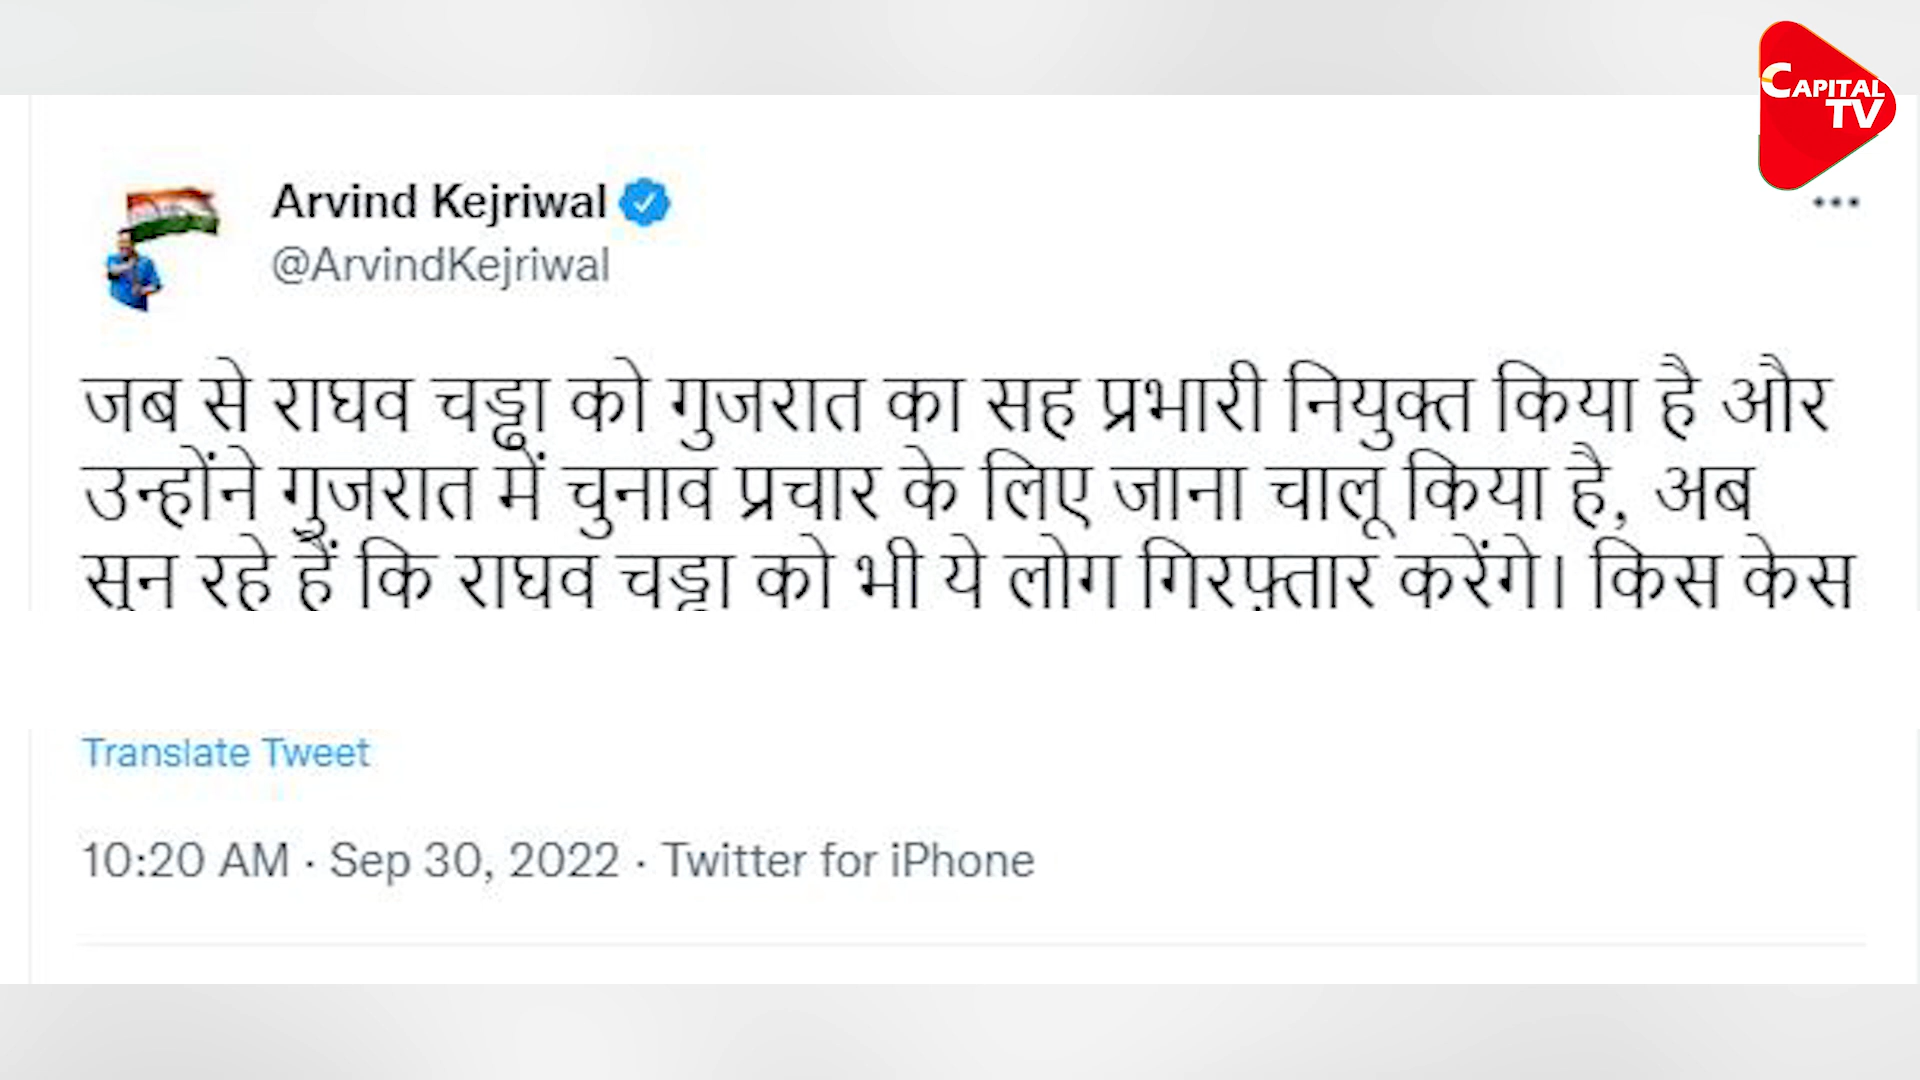 CAPITAL
TV
Arvind Kejriwal
@ArvindKejriwal
जब से राघव चड्ढा को गुजरात का सह प्रभारी नियुक्त किया है और
उन्होंने गुजरात में चुनाव प्रचार के लिए जाना चालू किया है, अब
सुन रहे हैं कि राघव चड्ढा को भी ये लोग गिरफ़्तार करेंगे। किस केस
Translate Tweet
10:20 AM · Sep 30, 2022 · Twitter for iPhone